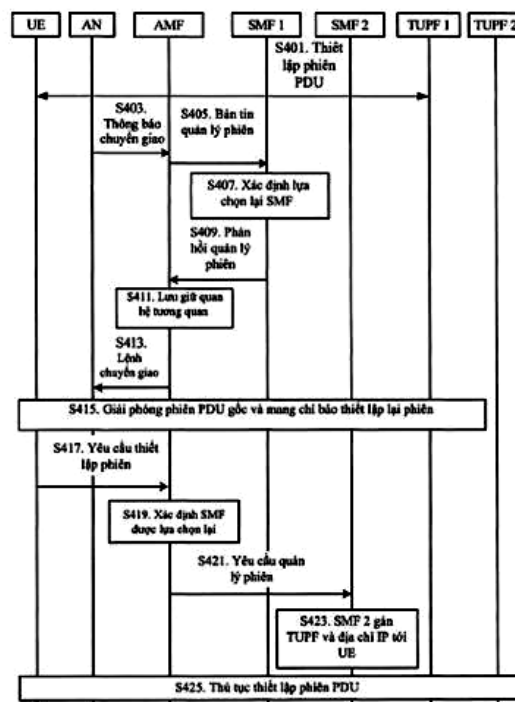 UE AN AMF SMF 1 SMF 2 TUPF 1 TUPF 2
S401. Thiết
lập phiên
PDU
S403.
Thông báo
chuyển giao
S405. Bản tin
quản lý phiên
S407. Xác định lựa
chọn lại SMF
S409. Phản
hồi quản lý
phiên
S411. Lưu giữ quan
hệ tương quan
S413.
Lệnh
chuyển giao
S415. Giải phóng phiên PDU gốc và mang chỉ báo thiết lập lại phiên
S417. Yêu cầu thiết
lập phiên
S419. Xác định SMF
được lựa chọn lại
S421. Yêu cầu quản
lý phiên
S423. SMF 2 gán
TUPF và địa chỉ IP tới
UE
S425. Thủ tục thiết lập phiên PDU